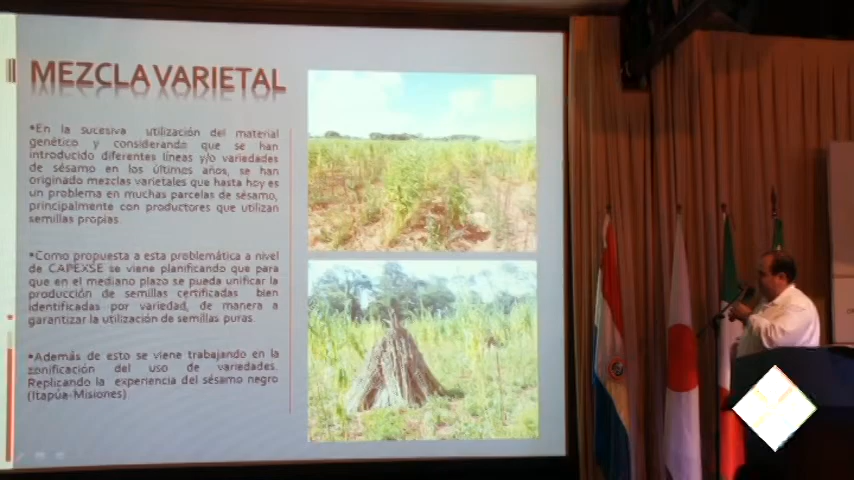 MEZCLA VARIETAL
•En la sucesiva utilización del material
genético y considerando que se han
introducido diferentes líneas y/o variedades
de sésamo en los últimos años, se han
originado mezclas varietales que hasta hoy es
un problema en muchas parcelas de sésamo,
principalmente con productores que utilizan
semillas propias.
•Como propuesta a esta problemática a nivel
de CAPEXSE se viene planificando que para
que en el mediano plazo se pueda unificar la
producción de semillas certificadas bien
identificadas por variedad, de manera a
garantizar la utilización de semillas puras.
•Además de esto se viene trabajando en la
zonificación del uso de variedades.
Replicando la experiencia del sésamo negro
(Itapúa-Misiones)